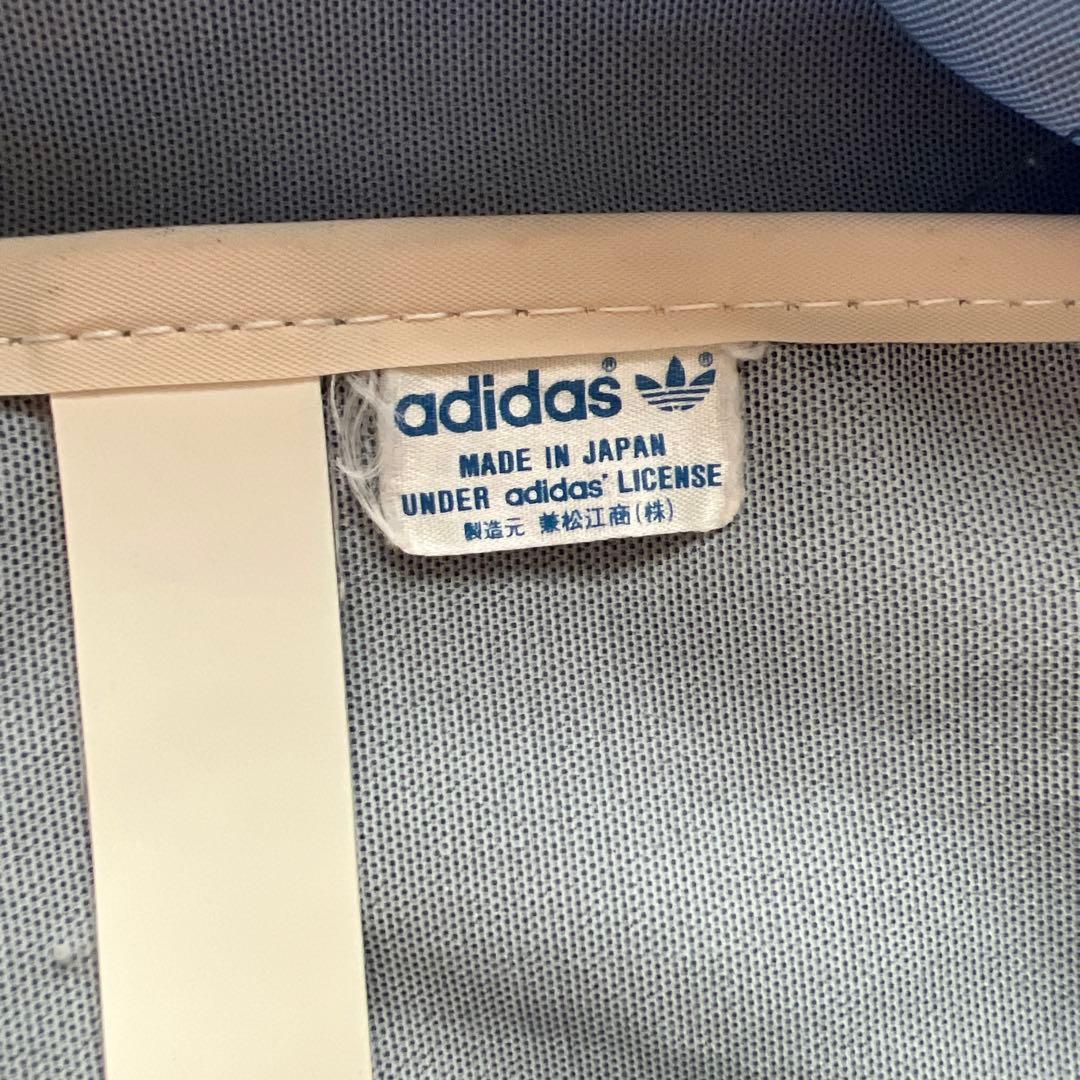 adidas® ®
MADE IN JAPAN
UNDER adidas® LICENSE
製造元 兼松江商(株)